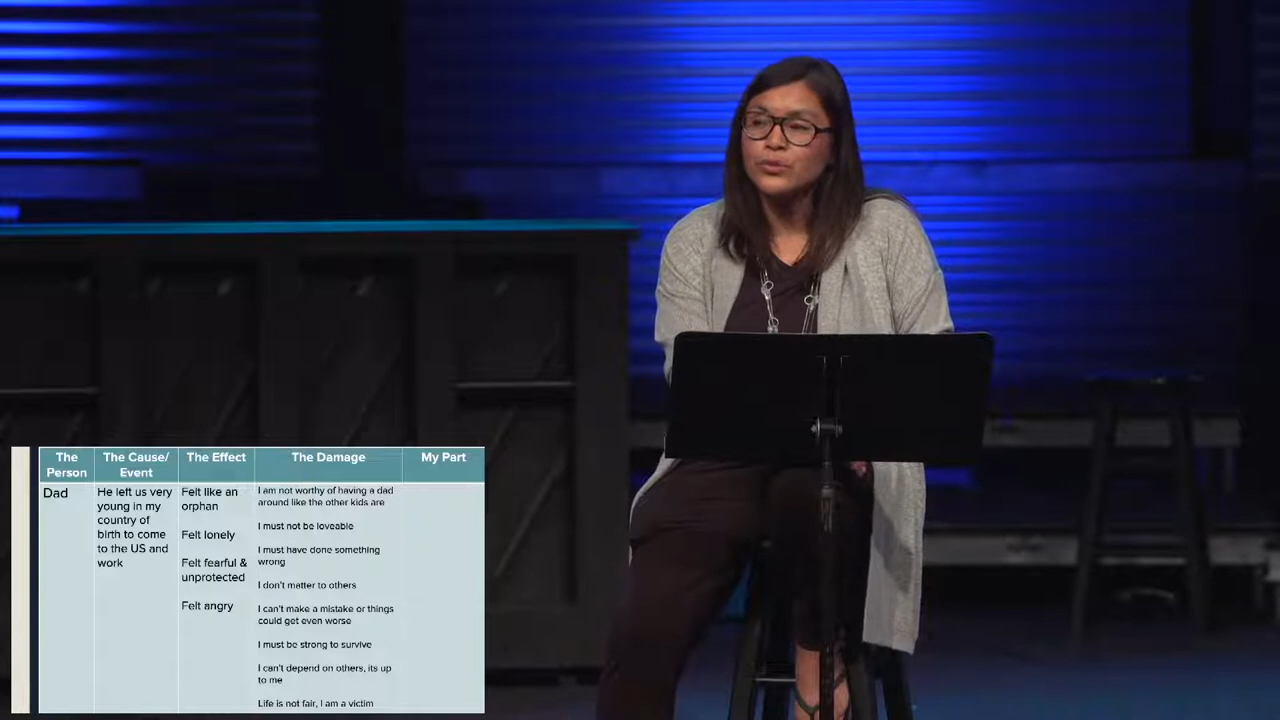 The Person
The Cause/ Event
The Effect
The Damage
My Part
Dad
He left us very
young in my
country of
birth to come
to the US and
work
Felt like an
orphan
Felt lonely
Felt fearful &
unprotected
Felt angry
I am not worthy of having a dad
around like the other kids are
I must not be loveable
I must have done something
wrong
I don't matter to others
I can't make a mistake or things
could get even worse
I must be strong to survive
I can't depend on others, its up
to me
Life is not fair, I am a victim